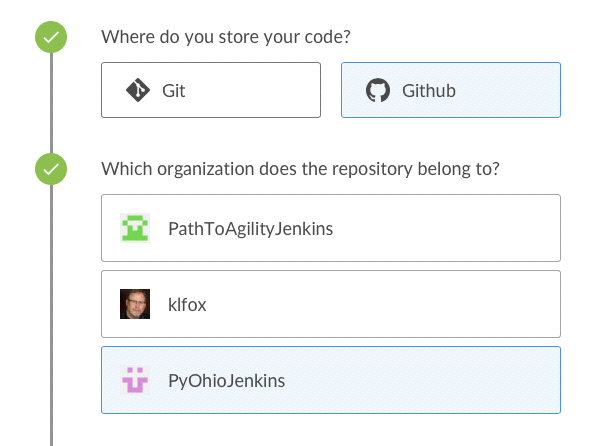 Where do you store your code?
Git
Github
Which organization does the repository belong to?
PathToAgilityJenkins
klfox
PyOhioJenkins